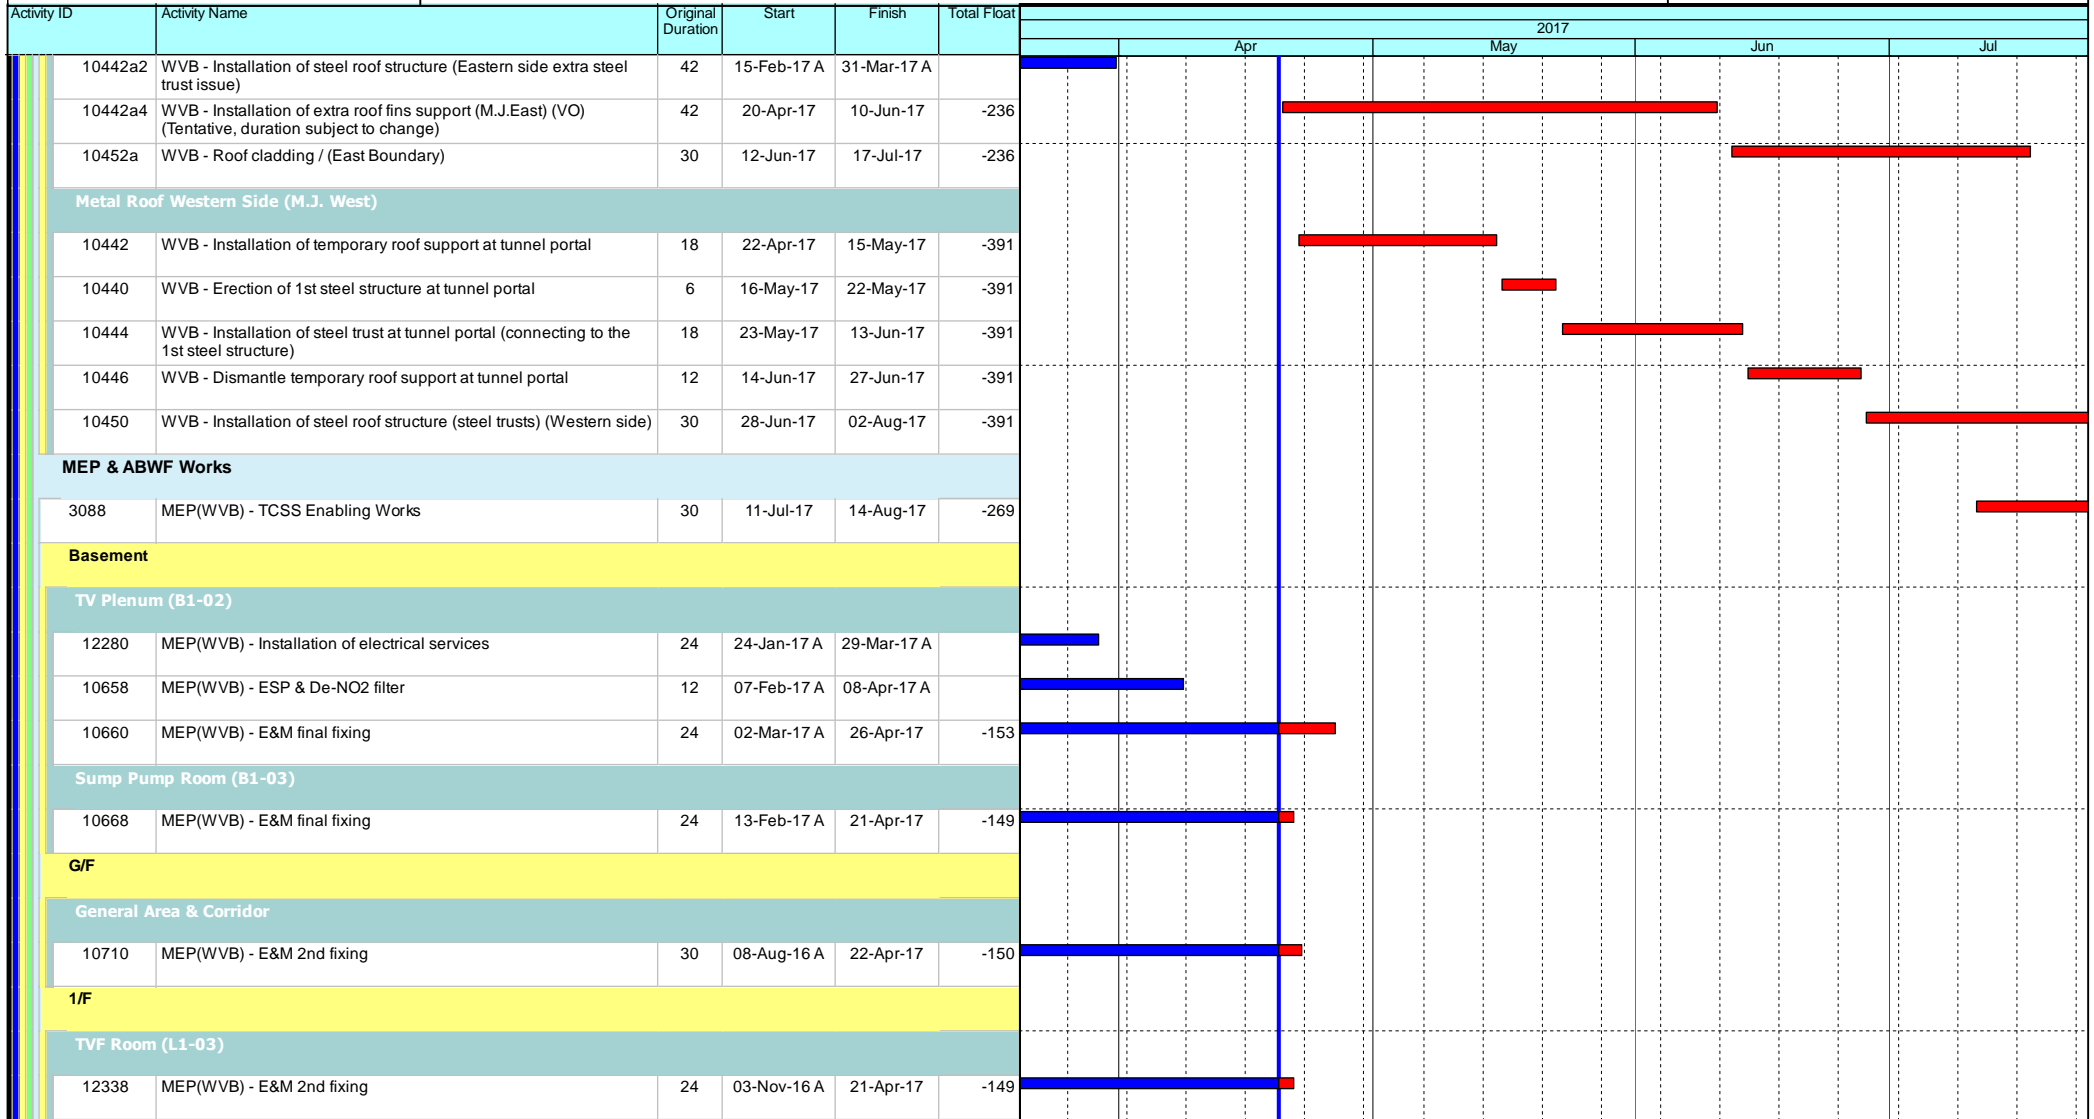 Activity ID Activity Name Original Duration Start Finish Total Float
2017
Apr May Jun Jul
10442a2 WVB - Installation of steel roof structure (Eastern side extra steel trust issue) 42 15-Feb-17 A 31-Mar-17 A
10442a4 WVB - Installation of extra roof fins support (M.J.East) (VO) (Tentative, duration subject to change) 42 20-Apr-17 10-Jun-17 -236
10452a WVB - Roof cladding / (East Boundary) 30 12-Jun-17 17-Jul-17 -236
Metal Roof Western Side (M.J. West)
10442 WVB - Installation of temporary roof support at tunnel portal 18 22-Apr-17 15-May-17 -391
10440 WVB - Erection of 1st steel structure at tunnel portal 6 16-May-17 22-May-17 -391
10444 WVB - Installation of steel trust at tunnel portal (connecting to the 1st steel structure) 18 23-May-17 13-Jun-17 -391
10446 WVB - Dismantle temporary roof support at tunnel portal 12 14-Jun-17 27-Jun-17 -391
10450 WVB - Installation of steel roof structure (steel trusts) (Western side) 30 28-Jun-17 02-Aug-17 -391
MEP & ABWF Works
3088 MEP(WVB) - TCSS Enabling Works 30 11-Jul-17 14-Aug-17 -269
Basement
TV Plenum (B1-02)
12280 MEP(WVB) - Installation of electrical services 24 24-Jan-17 A 29-Mar-17 A
10658 MEP(WVB) - ESP & De-NO2 filter 12 07-Feb-17 A 08-Apr-17 A
10660 MEP(WVB) - E&M final fixing 24 02-Mar-17 A 26-Apr-17 -153
Sump Pump Room (B1-03)
10668 MEP(WVB) - E&M final fixing 24 13-Feb-17 A 21-Apr-17 -149
G/F
General Area & Corridor
10710 MEP(WVB) - E&M 2nd fixing 30 08-Aug-16 A 22-Apr-17 -150
1/F
TVF Room (L1-03)
12338 MEP(WVB) - E&M 2nd fixing 24 03-Nov-16 A 21-Apr-17 -149